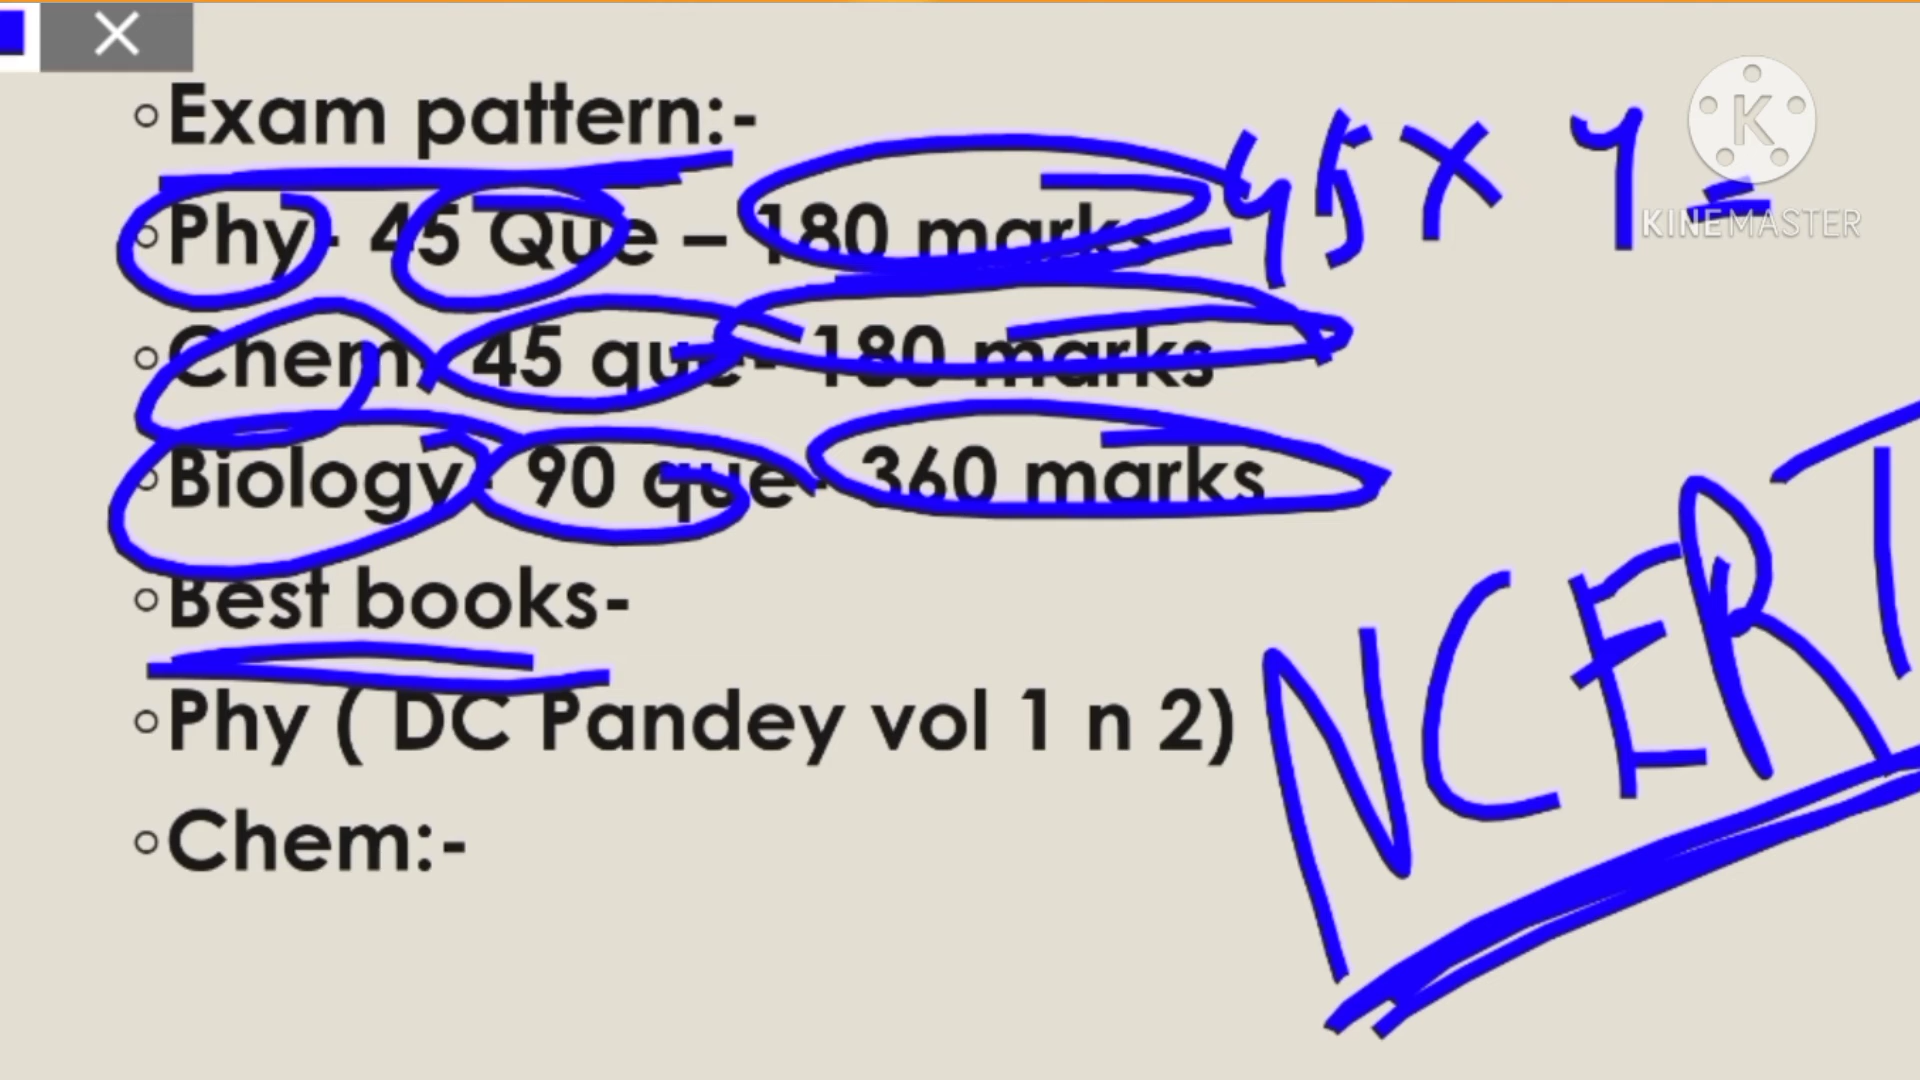 Exam pattern:-
Phy- 45 Que – 180 marks 45 x 4 =
Chem- 45 que- 180 marks
Biology- 90 que- 360 marks
Best books-
Phy ( DC Pandey vol 1 n 2)
Chem:-
NCERT
K
KINEMASTER